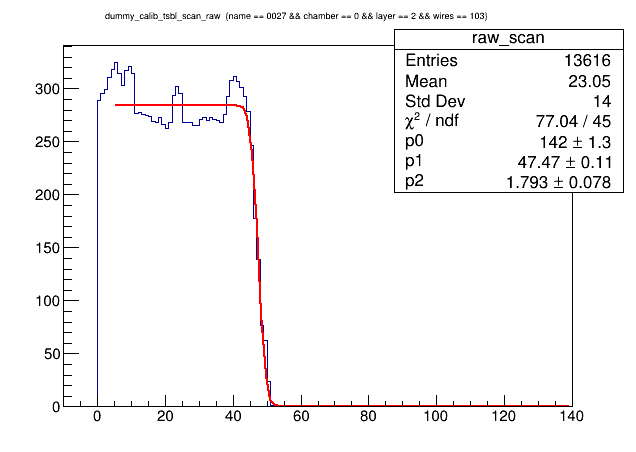 dummy_calib_tsbl_scan_raw (name == 0027 && chamber == 0 && layer == 2 && wires == 103)
raw_scan
Entries 13616
Mean 23.05
Std Dev 14
χ² / ndf 77.04 / 45
p0 142 ± 1.3
p1 47.47 ± 0.11
p2 1.793 ± 0.078
300
250
200
150
100
50
0
0 20 40 60 80 100 120 140